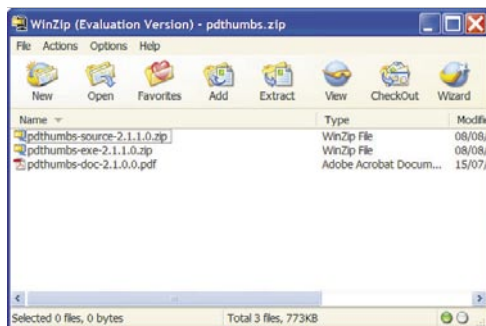 WinZip (Evaluation Version) - pdthumbs.zip
File Actions Options Help
New Open Favorites Add Extract View CheckOut Wizard
Name Type Modifi
pdthumbs-source-2.1.1.0.zip WinZip File 08/08/
pdthumbs-exe-2.1.1.0.zip WinZip File 08/08/
pdthumbs-doc-2.1.0.0.pdf Adobe Acrobat Docum... 15/07/
Selected 0 files, 0 bytes Total 3 files, 773KB